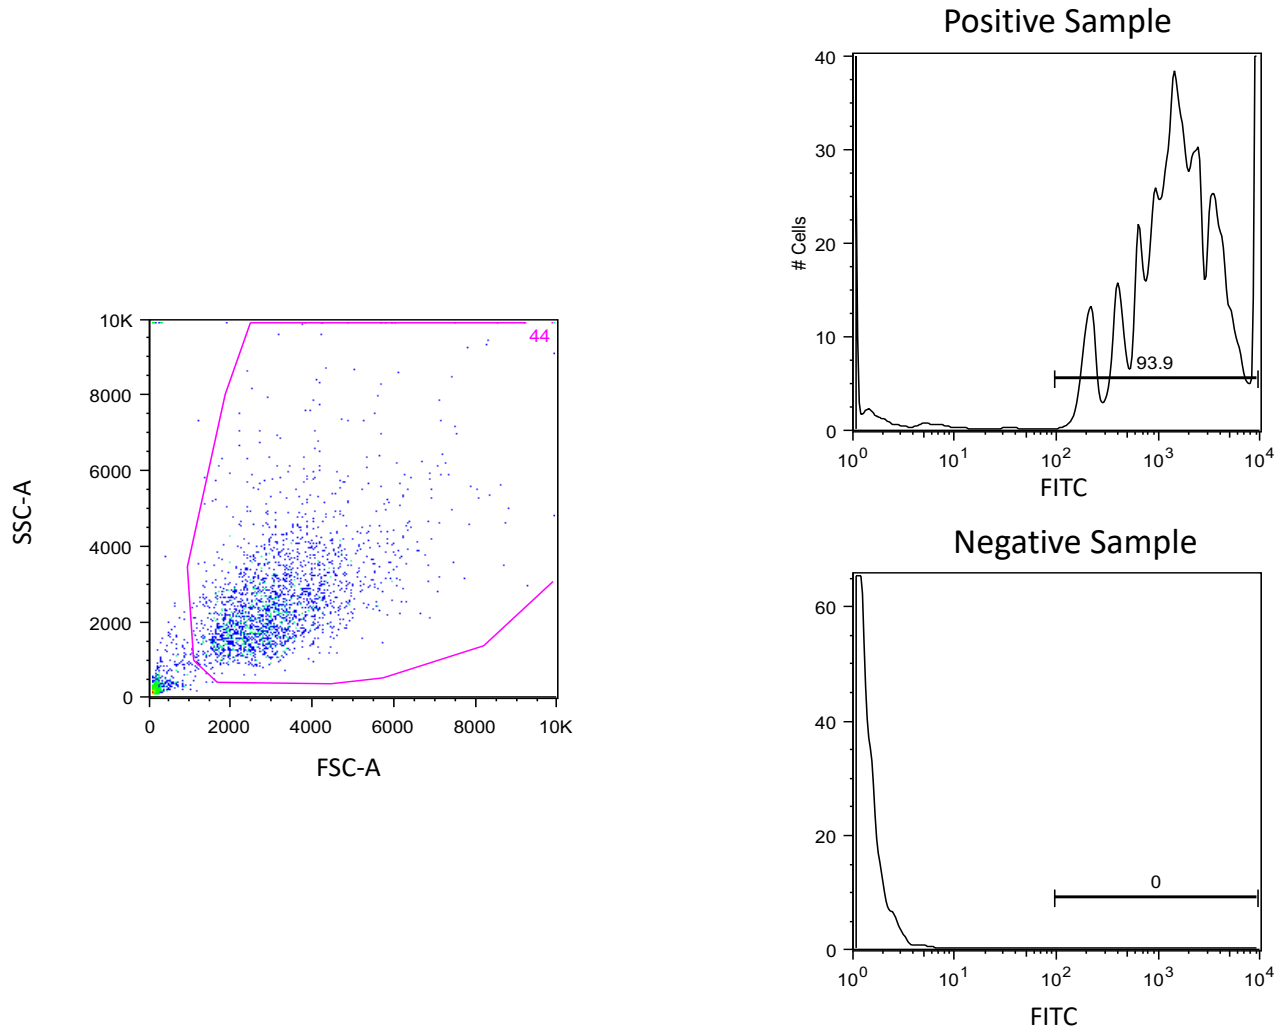 Positive Sample
40
30
20
10
0
# Cells
93.9
10^0 10^1 10^2 10^3 10^4
FITC
10K
8000
6000
4000
2000
0
SSC-A
44
0 2000 4000 6000 8000 10K
FSC-A
Negative Sample
60
40
20
0
0
10^0 10^1 10^2 10^3 10^4
FITC